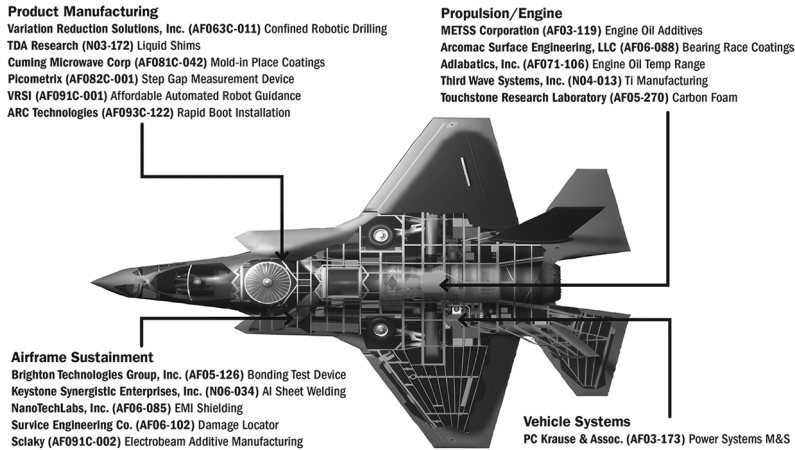 Product Manufacturing
Variation Reduction Solutions, Inc. (AF063C-011) Confined Robotic Drilling
TDA Research (N03-172) Liquid Shims
Cuming Microwave Corp (AF081C-042) Mold-in Place Coatings
Picometrix (AF082C-001) Step Gap Measurement Device
VRSI (AF091C-001) Affordable Automated Robot Guidance
ARC Technologies (AF093C-122) Rapid Boot Installation
Propulsion/Engine
METSS Corporation (AF03-119) Engine Oil Additives
Arcomac Surface Engineering, LLC (AF06-088) Bearing Race Coatings
Adlabatics, Inc. (AF071-106) Engine Oil Temp Range
Third Wave Systems, Inc. (N04-013) Ti Manufacturing
Touchstone Research Laboratory (AF05-270) Carbon Foam
Airframe Sustainment
Brighton Technologies Group, Inc. (AF05-126) Bonding Test Device
Keystone Synergistic Enterprises, Inc. (N06-034) Al Sheet Welding
NanoTechLabs, Inc. (AF06-085) EMI Shielding
Survice Engineering Co. (AF06-102) Damage Locator
Sclaky (AF091C-002) Electrobeam Additive Manufacturing
Vehicle Systems
PC Krause & Assoc. (AF03-173) Power Systems M&S